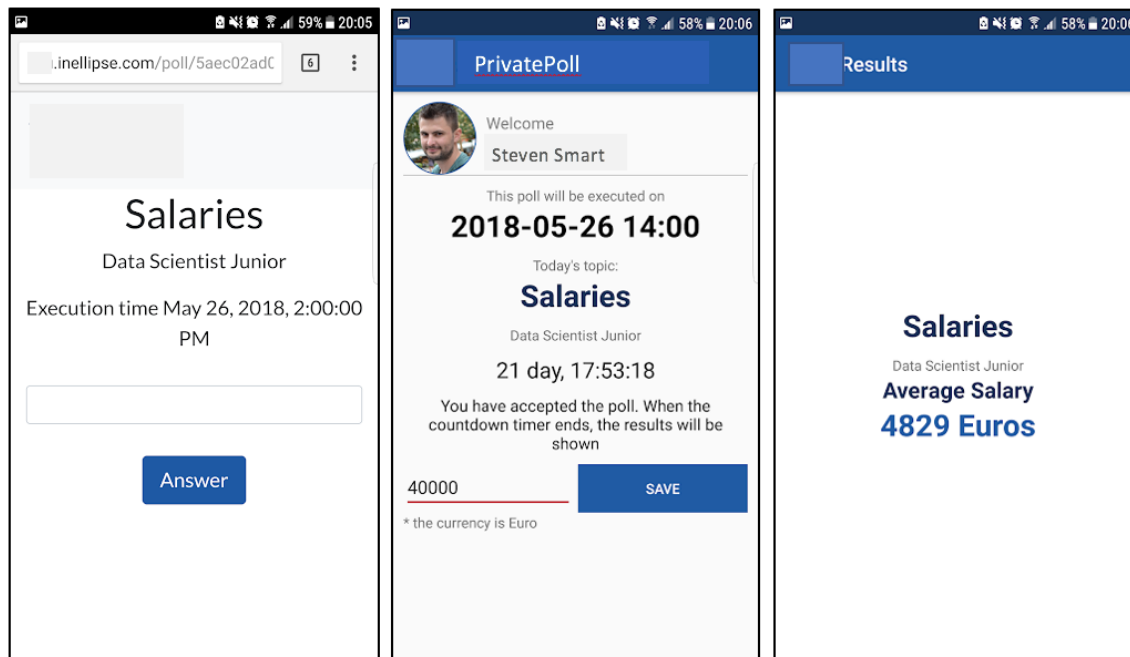 59% 20:05
.inellipse.com/poll/5aec02ad
6
Salaries
Data Scientist Junior
Execution time May 26, 2018, 2:00:00
PM
Answer
58% 20:06
PrivatePoll
Welcome
Steven Smart
This poll will be executed on
2018-05-26 14:00
Today's topic:
Salaries
Data Scientist Junior
21 day, 17:53:18
You have accepted the poll. When the
countdown timer ends, the results will be
shown
40000
SAVE
* the currency is Euro
58% 20:06
Results
Salaries
Data Scientist Junior
Average Salary
4829 Euros